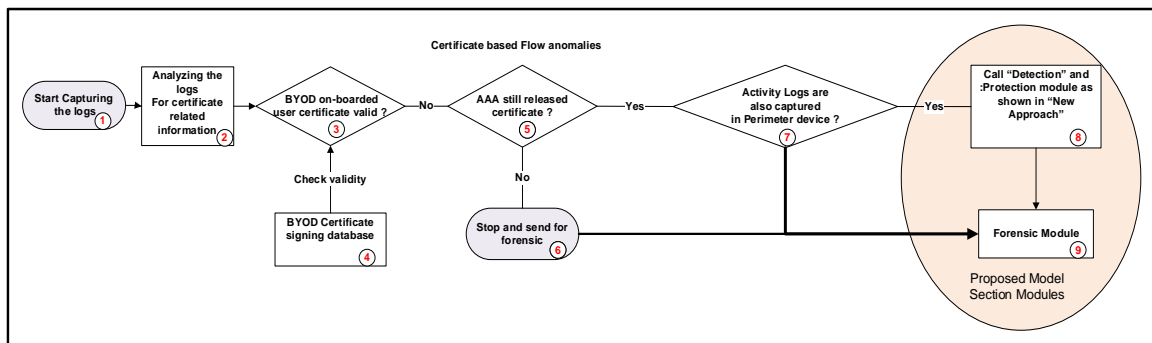 Certificate based Flow anomalies
Start Capturing
the logs
1
Analyzing the
logs
For certificate
related
information
2
BYOD on-boarded
user certificate valid ?
3
No
AAA still released
certificate ?
5
Yes
Activity Logs are
also captured
in Perimeter device ?
7
Yes
Call “Detection” and
:Protection module as
shown in “New
Approach”
8
Check validity
No
BYOD Certificate
signing database
4
Stop and send for
forensic
6
Forensic Module
9
Proposed Model
Section Modules